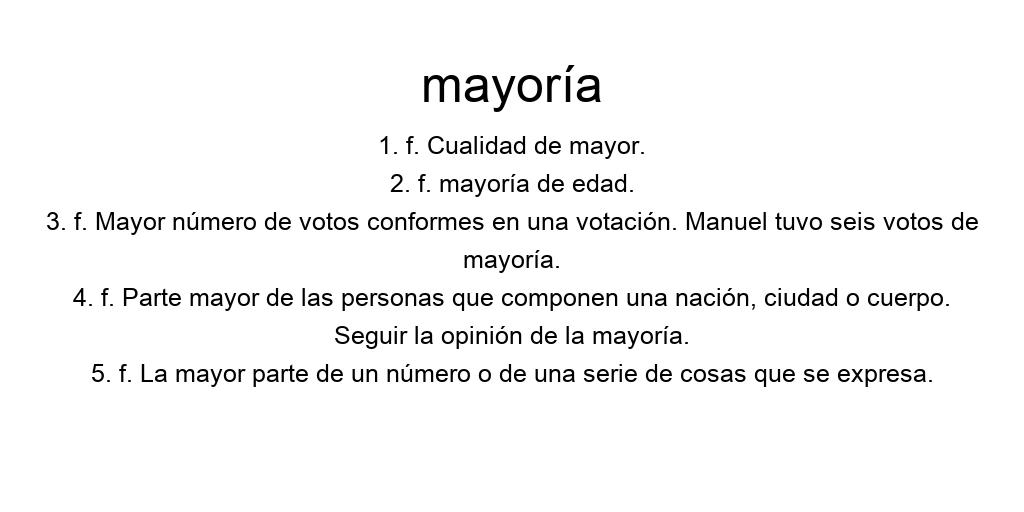 mayoría
1. f. Cualidad de mayor.
2. f. mayoría de edad.
3. f. Mayor número de votos conformes en una votación. Manuel tuvo seis votos de
mayoría.
4. f. Parte mayor de las personas que componen una nación, ciudad o cuerpo.
Seguir la opinión de la mayoría.
5. f. La mayor parte de un número o de una serie de cosas que se expresa.